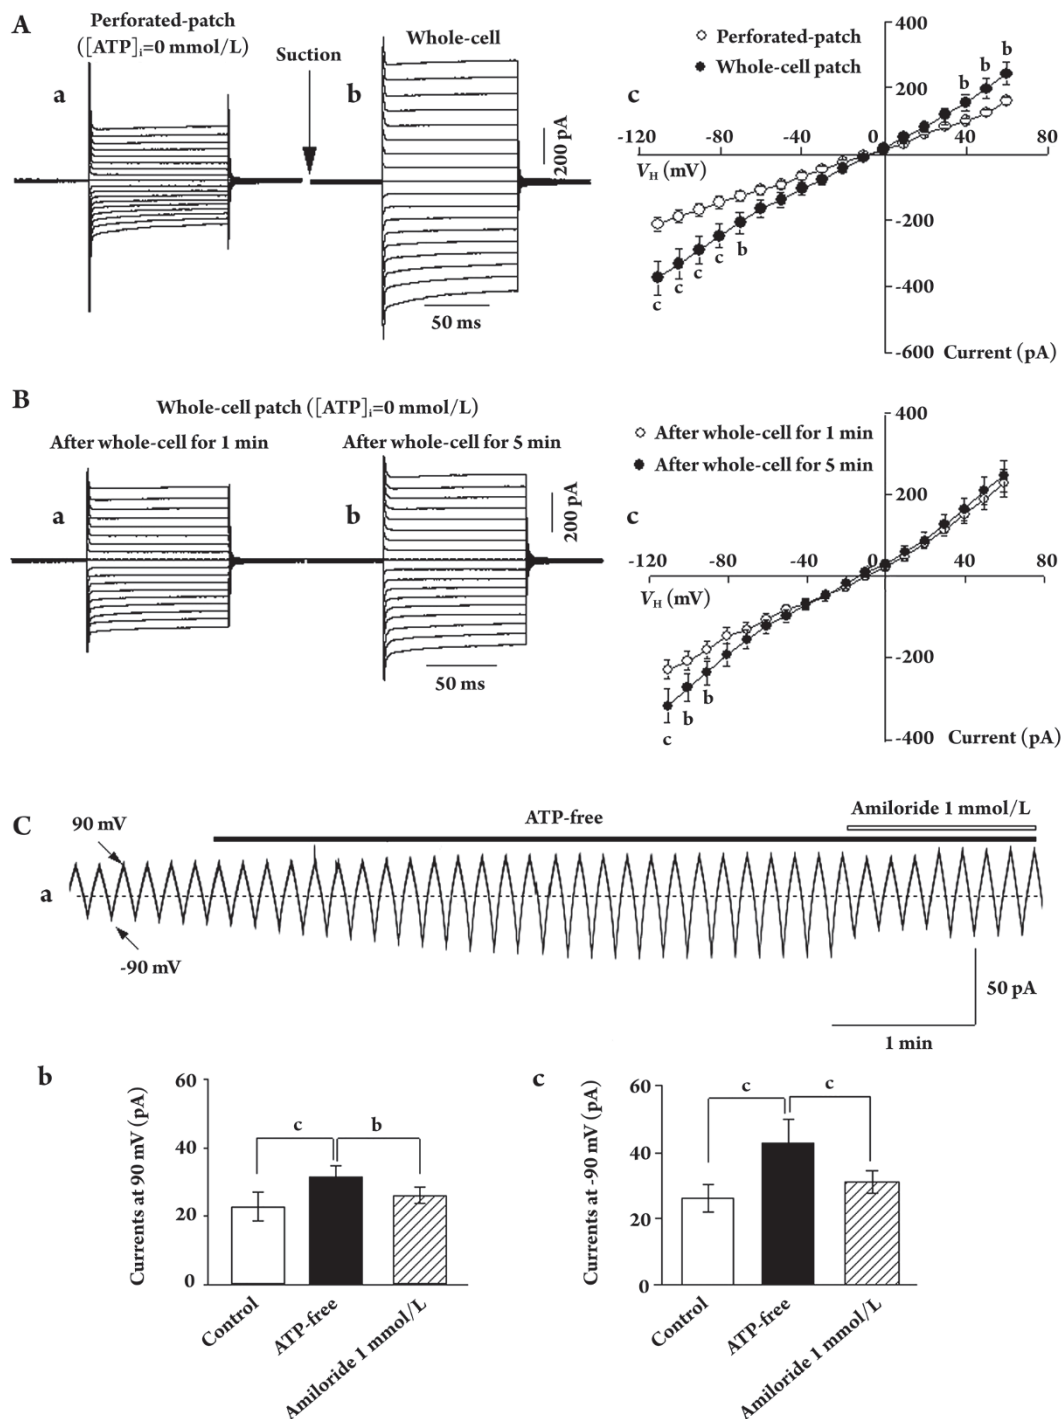 A
Perforated-patch
([ATP]i=0 mmol/L)
Suction
Whole-cell
a
b
200 pA
50 ms
c
Perforated-patch
Whole-cell patch
400
200
-200
-400
-600
-120
-80
-40
0
40
80
VH (mV)
Current (pA)
b
b
b
b
c
c
c
c
B
Whole-cell patch ([ATP]i=0 mmol/L)
After whole-cell for 1 min
After whole-cell for 5 min
a
b
200 pA
50 ms
c
After whole-cell for 1 min
After whole-cell for 5 min
400
200
-200
-400
-120
-80
-40
0
40
80
VH (mV)
Current (pA)
b
b
c
C
90 mV
ATP-free
Amiloride 1 mmol/L
a
-90 mV
50 pA
1 min
b
Currents at 90 mV (pA)
60
40
20
0
c
b
Control
ATP-free
Amiloride 1 mmol/L
c
Currents at -90 mV (pA)
60
40
20
0
c
c
Control
ATP-free
Amiloride 1 mmol/L